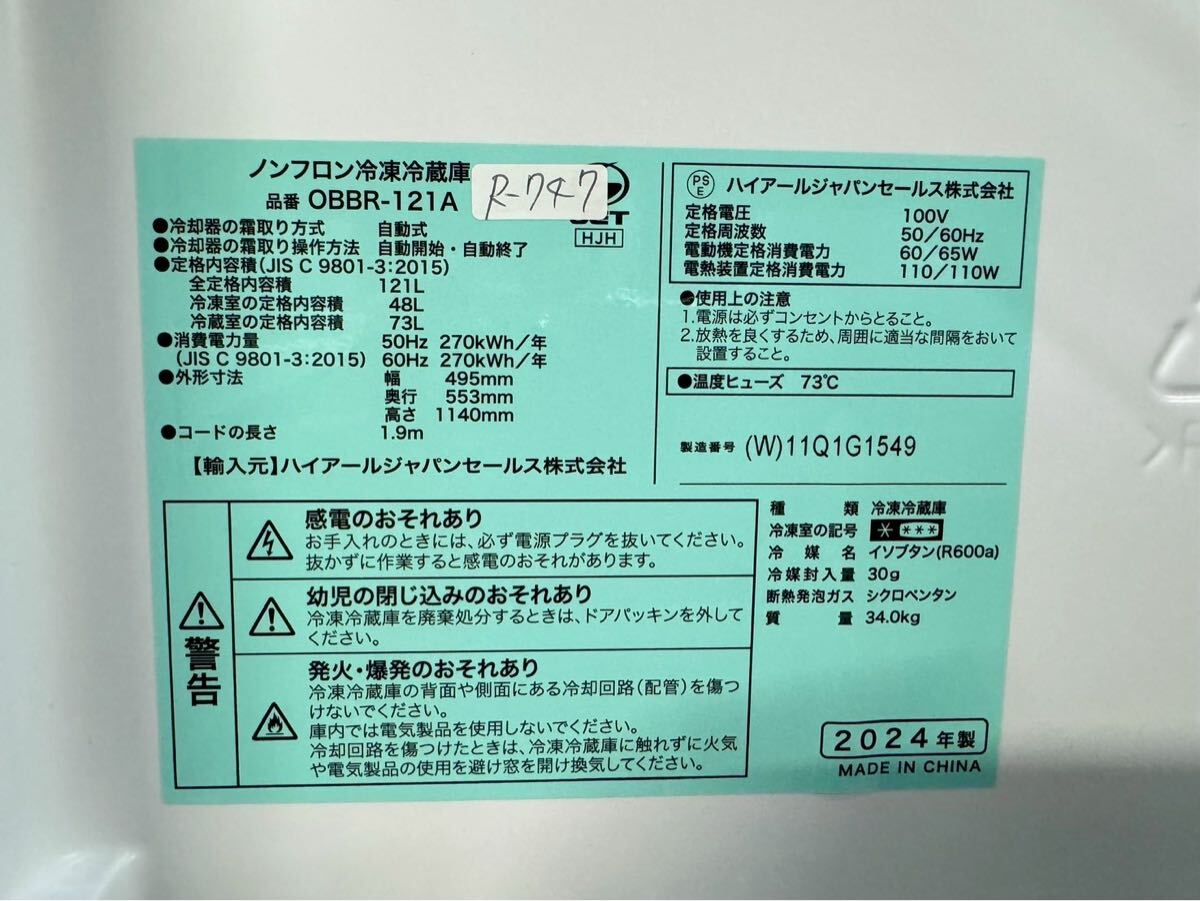 ノンフロン冷凍冷蔵庫
品番 OBBR-121A
R-747
HJH
●冷却器の霜取り方式 自動式
●冷却器の霜取り操作方法 自動開始・自動終了
●定格内容積(JIS C 9801-3:2015)
全定格内容積 121L
冷凍室の定格内容積 48L
冷蔵室の定格内容積 73L
●消費電力量 50Hz 270kWh/年
(JIS C 9801-3:2015) 60Hz 270kWh/年
●外形寸法 幅 495mm
奥行 553mm
高さ 1140mm
●コードの長さ 1.9m
【輸入元】ハイアールジャパンセールス株式会社
PS
E
ハイアールジャパンセールス株式会社
定格電圧 100V
定格周波数 50/60Hz
電動機定格消費電力 60/65W
電熱装置定格消費電力 110/110W
●使用上の注意
1.電源は必ずコンセントからとること。
2.放熱を良くするため、周囲に適当な間隔をおいて
設置すること。
●温度ヒューズ 73℃
製造番号 (W)11Q1G1549
警告
感電のおそれあり
お手入れのときには、必ず電源プラグを抜いてください。
抜かずに作業すると感電のおそれがあります。
幼児の閉じ込みのおそれあり
冷凍冷蔵庫を廃棄処分するときは、ドアパッキンを外して
ください。
発火・爆発のおそれあり
冷凍冷蔵庫の背面や側面にある冷却回路(配管)を傷つ
けないでください。
庫内では電気製品を使用しないでください。
冷却回路を傷つけたときは、冷凍冷蔵庫に触れずに火気
や電気製品の使用を避け窓を開け換気してください。
種類 冷凍冷蔵庫
冷凍室の記号 * ***
冷媒名 イソブタン(R600a)
冷媒封入量 30g
断熱発泡ガス シクロペンタン
質量 34.0kg
2024年製
MADE IN CHINA